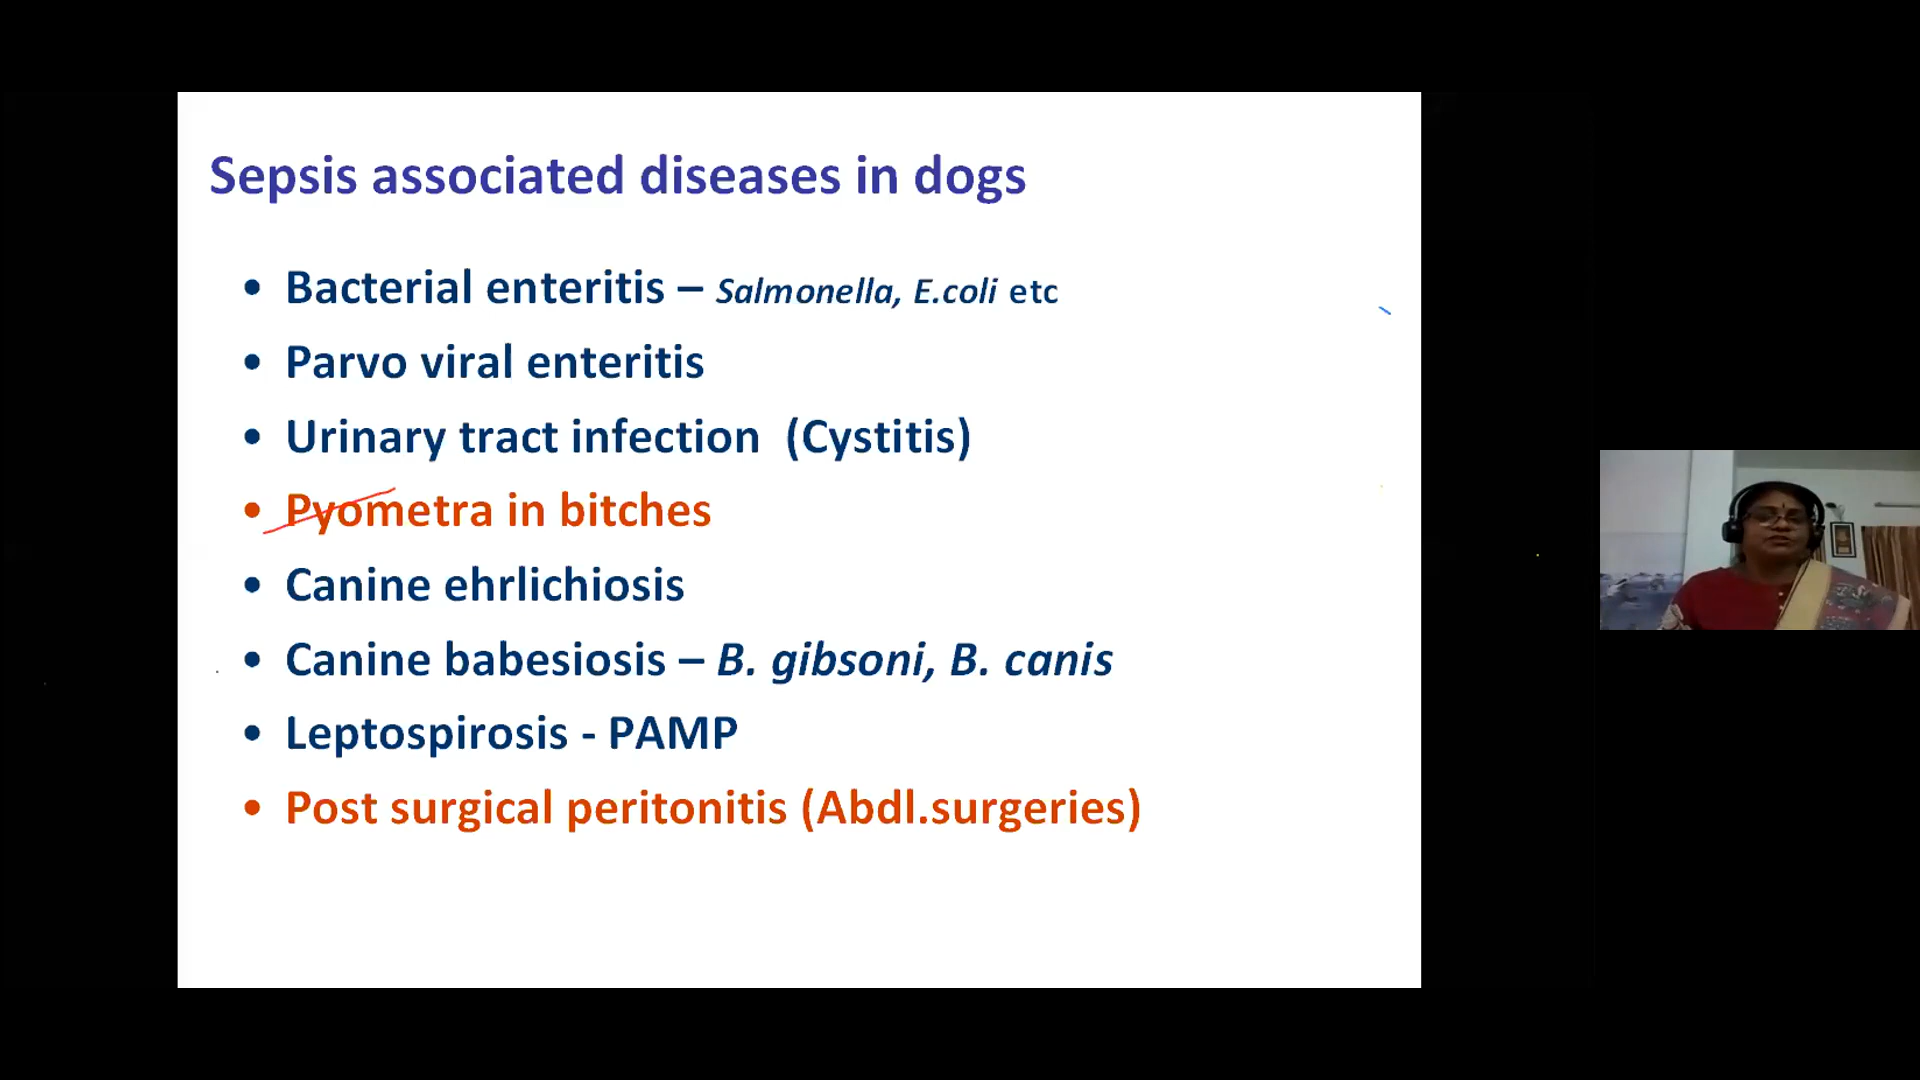 Sepsis associated diseases in dogs
• Bacterial enteritis – Salmonella, E.coli etc
• Parvo viral enteritis
• Urinary tract infection (Cystitis)
• Pyometra in bitches
• Canine ehrlichiosis
• Canine babesiosis – B. gibsoni, B. canis
• Leptospirosis - PAMP
• Post surgical peritonitis (Abdl.surgeries)